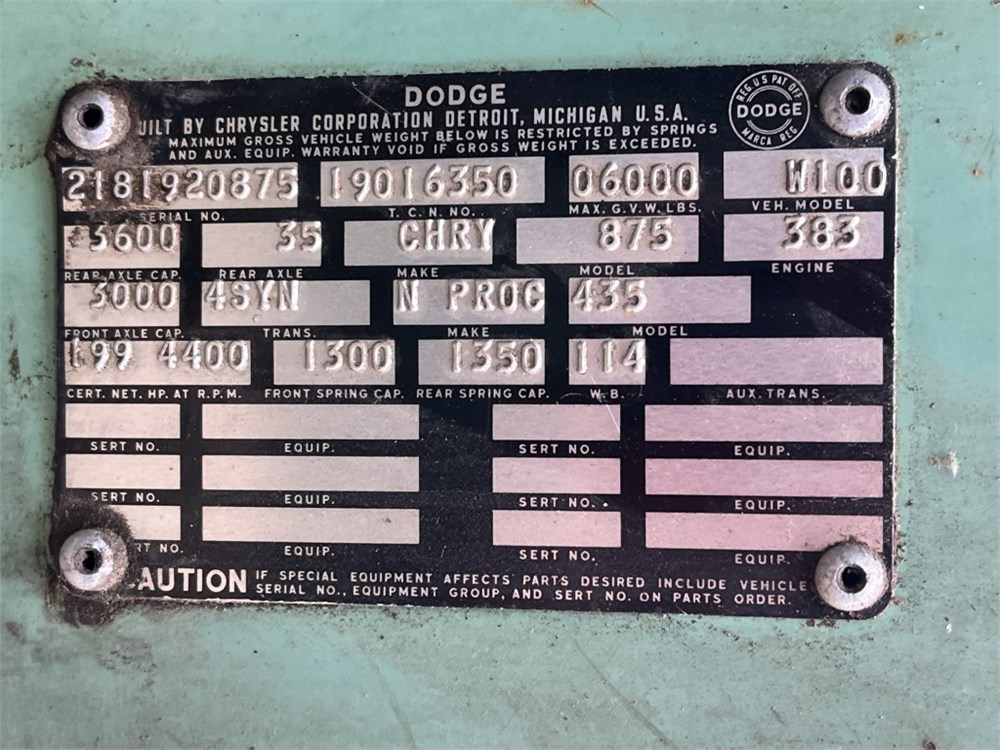 DODGE
UILT BY CHRYSLER CORPORATION DETROIT, MICHIGAN U.S.A.
MAXIMUM GROSS VEHICLE WEIGHT BELOW IS RESTRICTED BY SPRINGS
AND AUX. EQUIP. WARRANTY VOID IF GROSS WEIGHT IS EXCEEDED.
REG. U S PAT. OFF
DODGE
MARCA REG
2181920875 19016350 06000 W100
SERIAL NO. T. C. N. NO. MAX. G.V.W. LBS. VEH. MODEL
3600 35 CHRY 875 383
REAR AXLE CAP. REAR AXLE MAKE MODEL ENGINE
3000 4SYN N PROC 435
FRONT AXLE CAP. TRANS. MAKE MODEL
199 4400 1300 1350 114
CERT. NET. HP. AT R.P.M. FRONT SPRING CAP. REAR SPRING CAP. W.B. AUX. TRANS.
SERT NO. EQUIP. SERT NO. EQUIP.
SERT NO. EQUIP. SERT NO. EQUIP.
RT NO. EQUIP. SERT NO. EQUIP.
AUTION IF SPECIAL EQUIPMENT AFFECTS PARTS DESIRED INCLUDE VEHICLE
SERIAL NO., EQUIPMENT GROUP, AND SERT NO. ON PARTS ORDER.